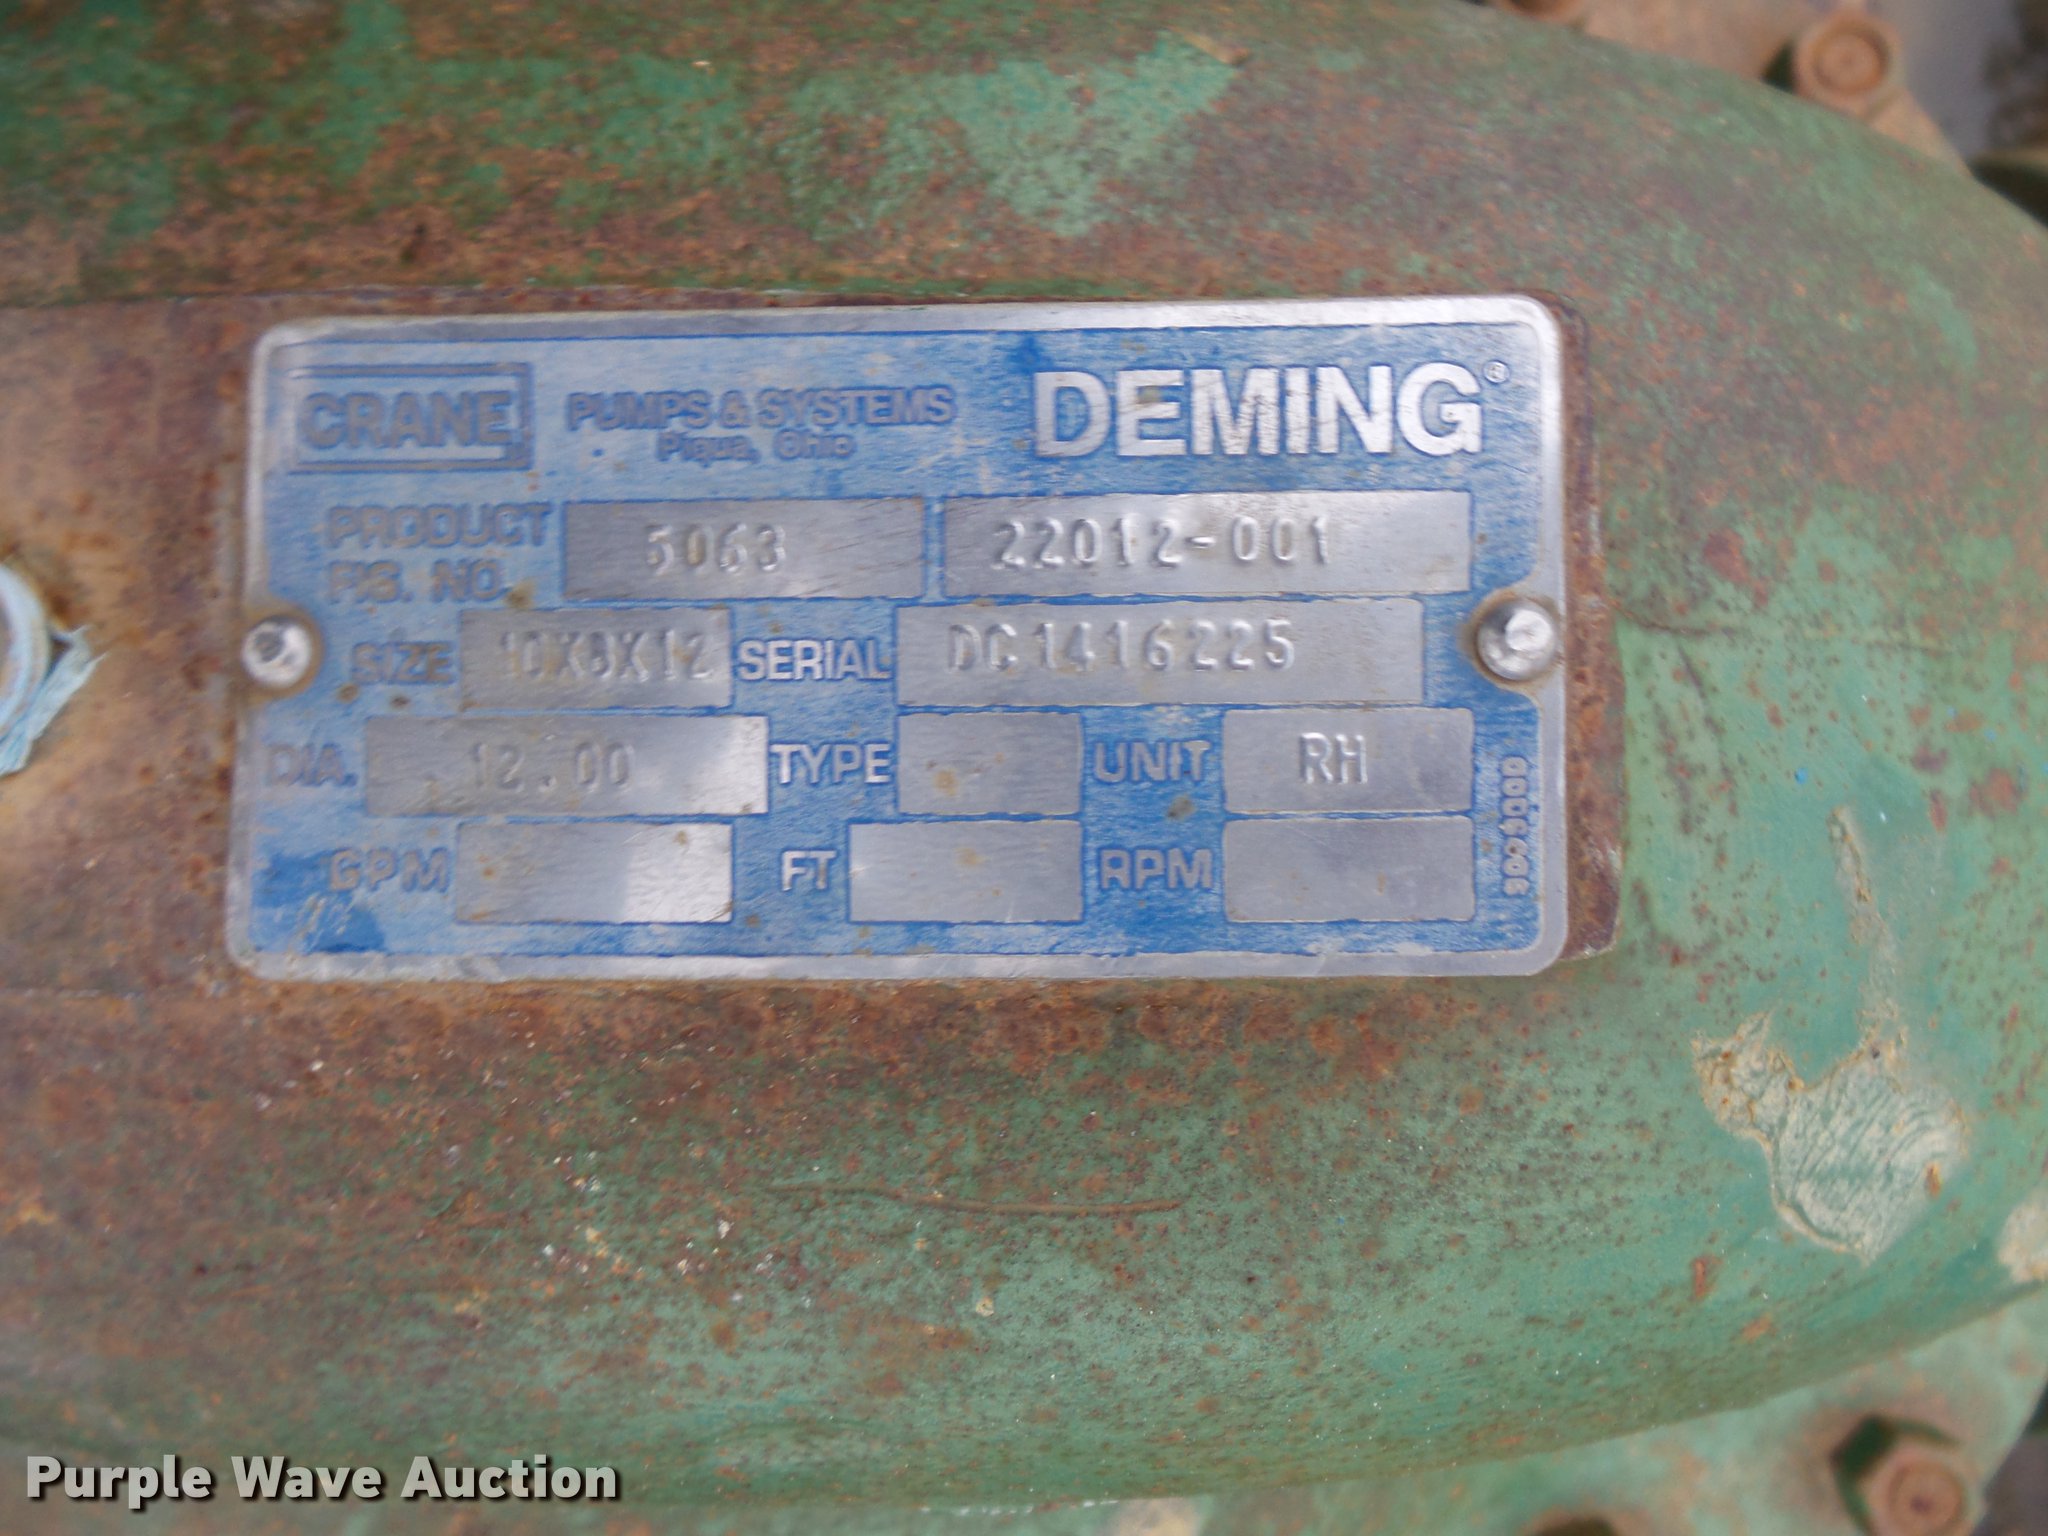 CRANE PUMPS & SYSTEMS DEMING®
Piqua, Ohio
PRODUCT FIG. NO. 5063 22012-001
SIZE 10X8X12 SERIAL DC1416225
DIA. 12.00 TYPE UNIT RH
GPM FT RPM
Purple Wave Auction